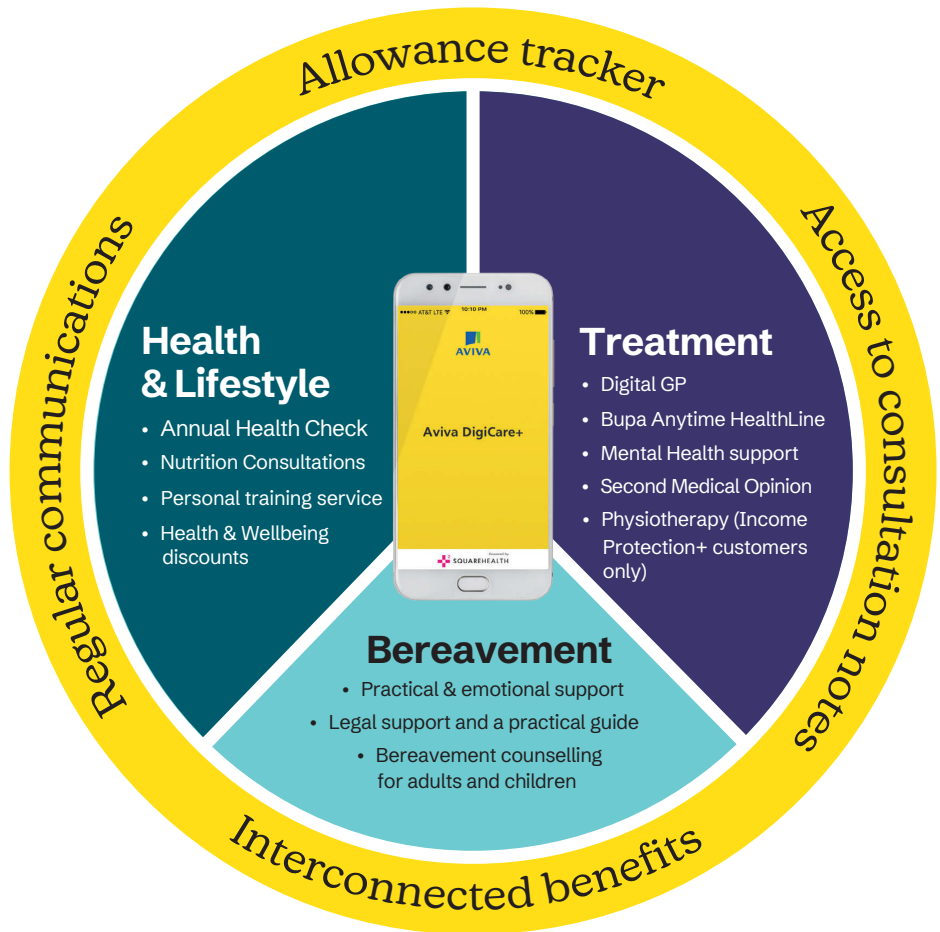 Allowance tracker
Regular communications
Access to consultation notes
Health
& Lifestyle
• Annual Health Check
• Nutrition Consultations
• Personal training service
• Health & Wellbeing
discounts
●●●●○ AT&T LTE 10:10 PM 100%
AVIVA
Aviva DigiCare+
Powered by
SQUAREHEALTH
Treatment
• Digital GP
• Bupa Anytime HealthLine
• Mental Health support
• Second Medical Opinion
• Physiotherapy (Income
Protection+ customers
only)
Bereavement
• Practical & emotional support
• Legal support and a practical guide
• Bereavement counselling
for adults and children
Interconnected benefits